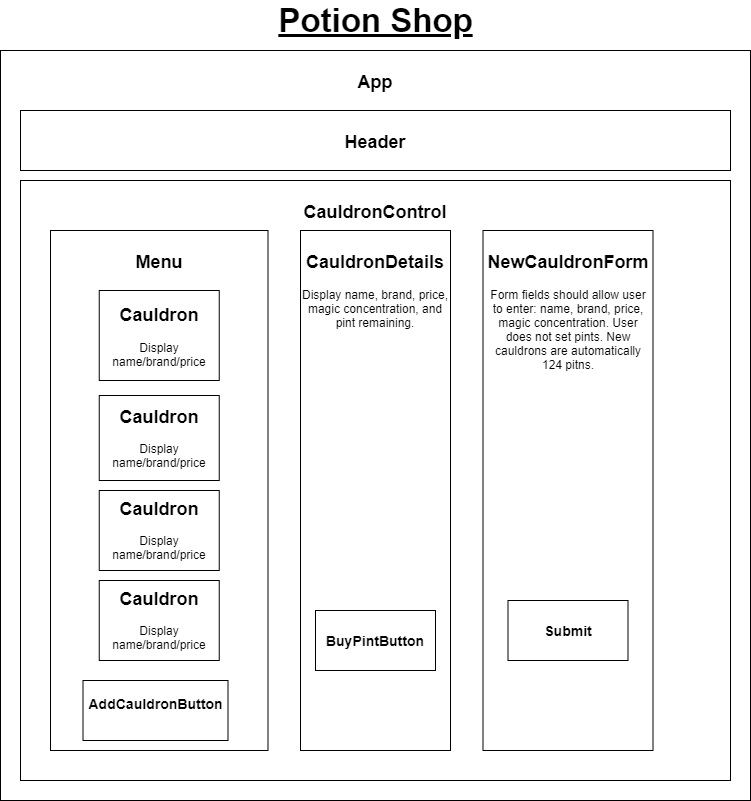 Potion Shop
App
Header
CauldronControl
Menu
Cauldron
Display
name/brand/price
Cauldron
Display
name/brand/price
Cauldron
Display
name/brand/price
Cauldron
Display
name/brand/price
AddCauldronButton
CauldronDetails
Display name, brand, price,
magic concentration, and
pint remaining.
BuyPintButton
NewCauldronForm
Form fields should allow user
to enter: name, brand, price,
magic concentration. User
does not set pints. New
cauldrons are automatically
124 pitns.
Submit